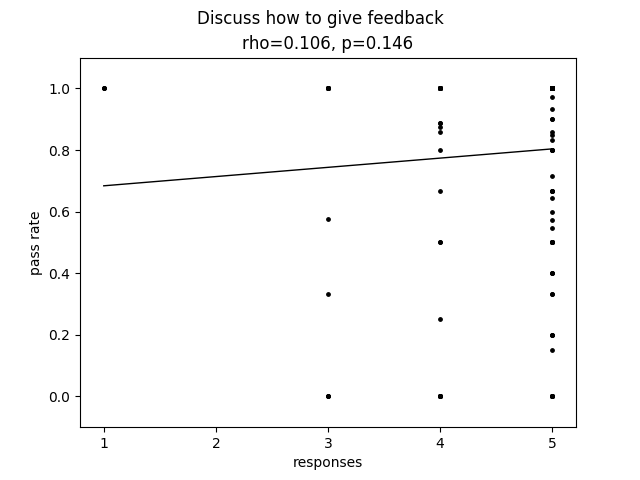 Discuss how to give feedback
rho=0.106, p=0.146
1.0
0.8
0.6
0.4
0.2
0.0
pass rate
1 2 3 4 5
responses